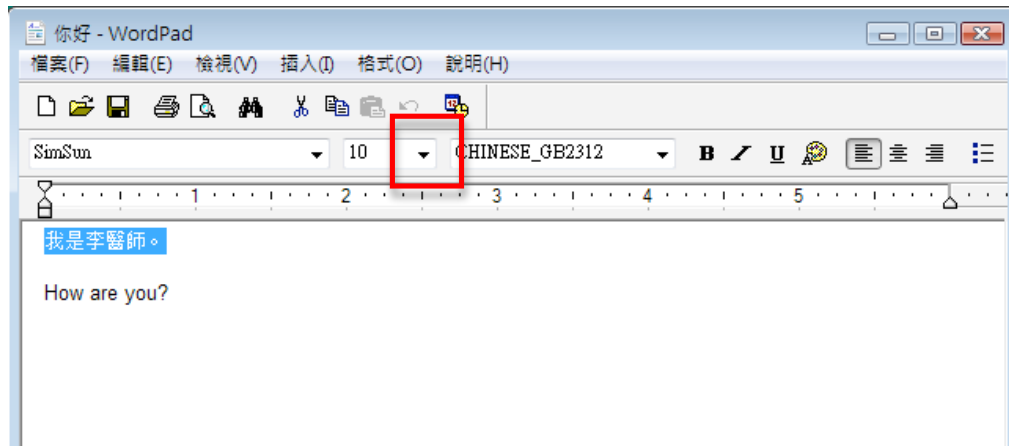 你好 - WordPad
檔案(F) 編輯(E) 檢視(V) 插入(I) 格式(O) 說明(H)
SimSun 10 CHINESE_GB2312 B I U
1 2 3 4 5
我是李醫師。
How are you?